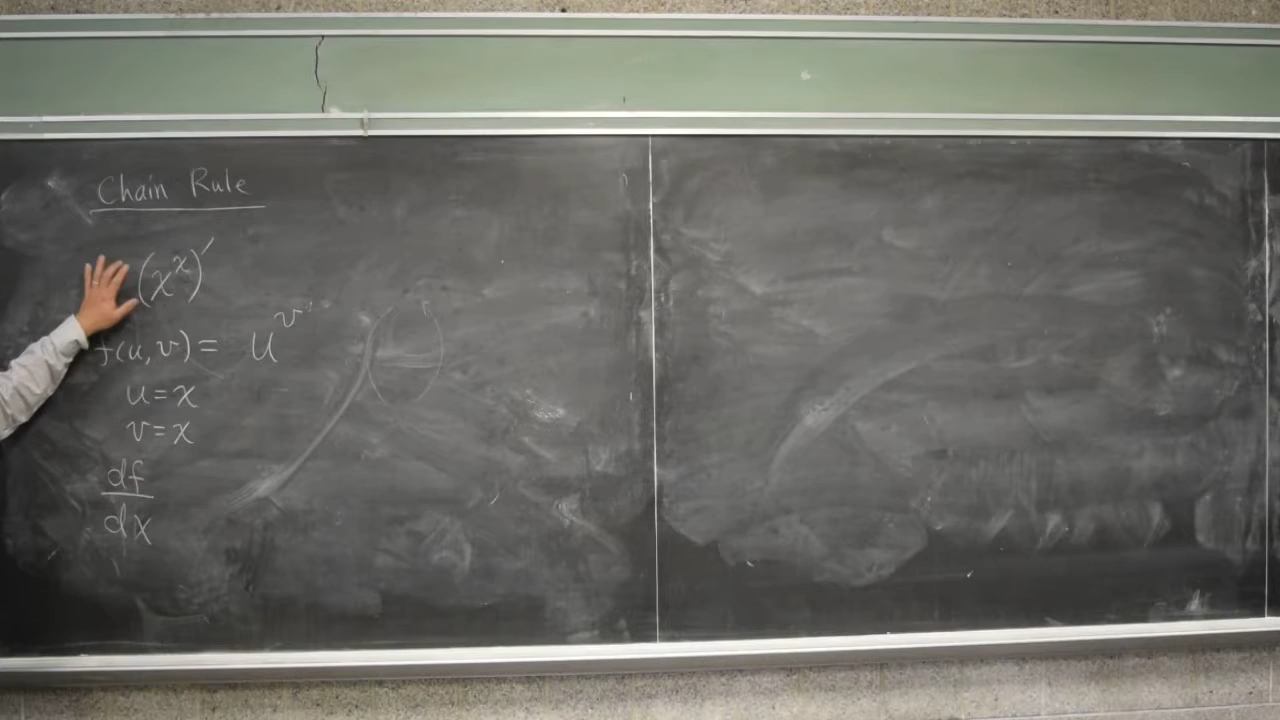 Chain Rule
(x^x)′
f(u,v) = u^v
u = x
v = x
df
dx